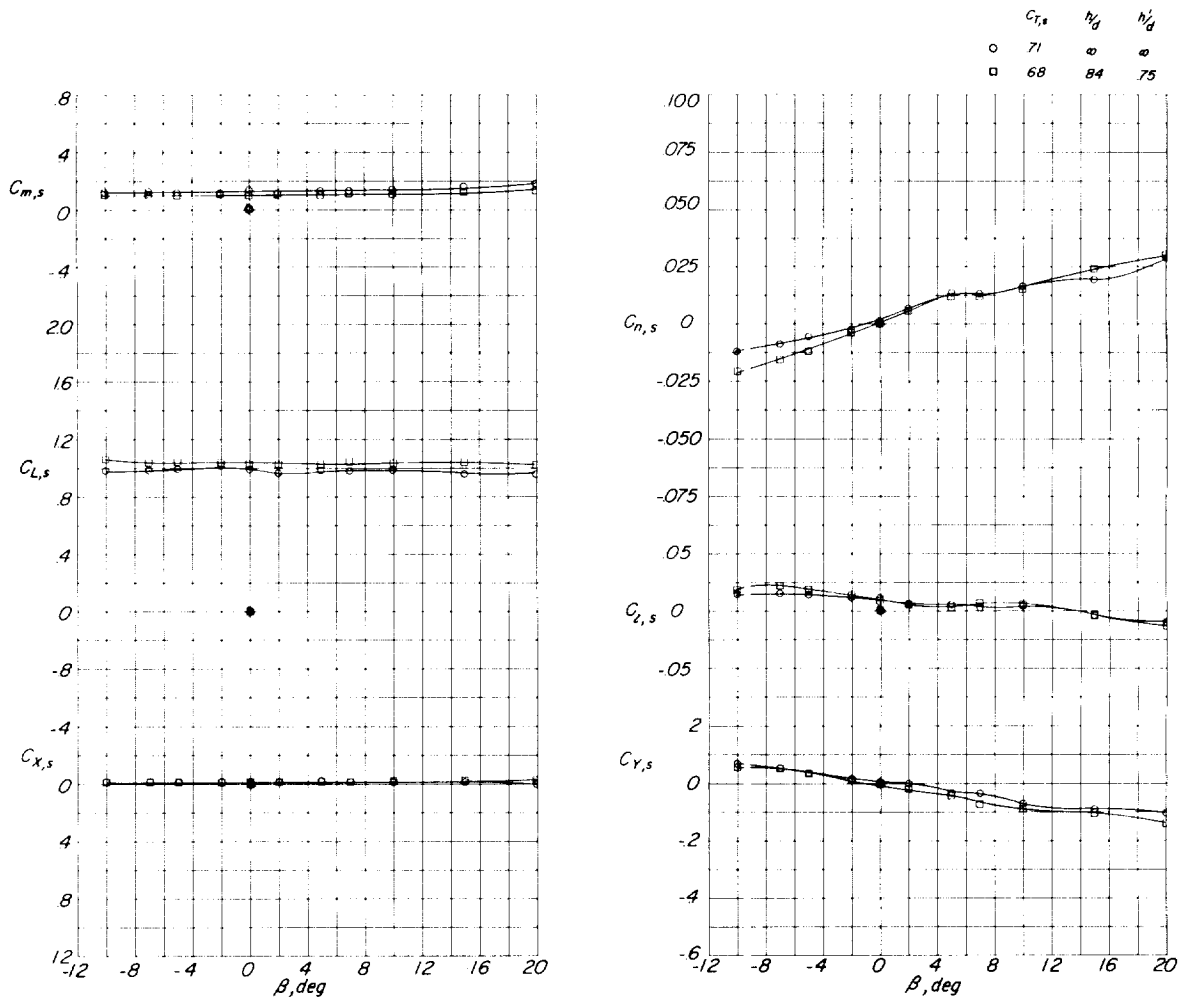 C_T,s h/d h'/d
○ .71 ∞ ∞
□ .68 .84 .75
.8
.4
C_m,s
0
-.4
2.0
1.6
1.2
C_L,s
.8
.4
0
-.8
-.4
C_X,s
0
.4
.8
1.2
-12 -8 -4 0 4 8 12 16 20
β, deg
.100
.075
.050
.025
C_n,s
0
-.025
-.050
-.075
.05
C_l,s
0
-.05
.2
C_Y,s
0
-.2
-.4
-.6
-12 -8 -4 0 4 8 12 16 20
β, deg